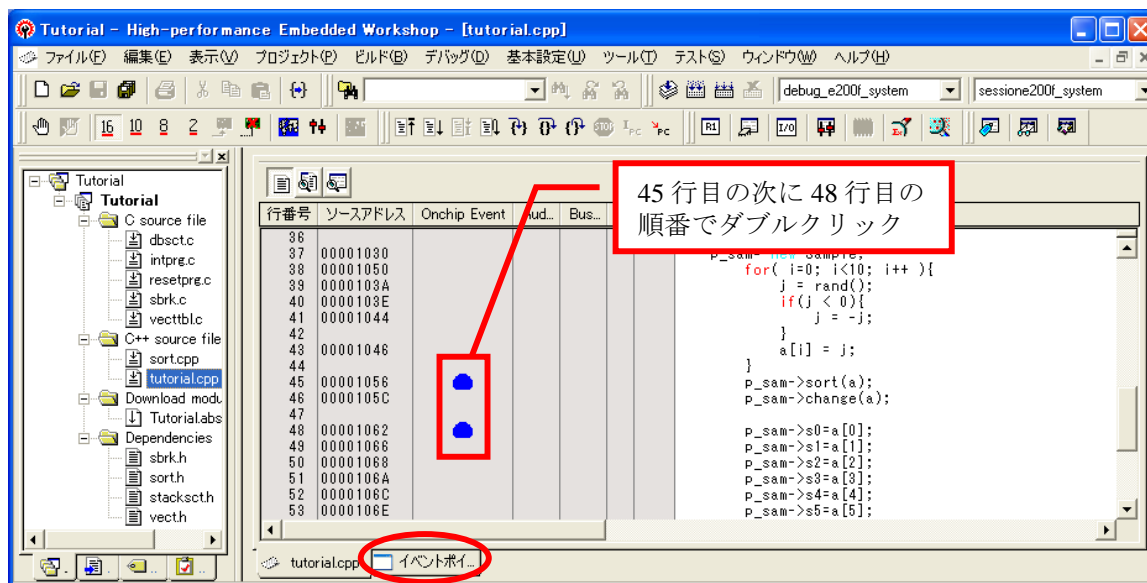 Tutorial - High-performance Embedded Workshop - [tutorial.cpp]
ファイル(F) 編集(E) 表示(V) プロジェクト(P) ビルド(B) デバッグ(D) 基本設定(U) ツール(T) テスト(S) ウィンドウ(W) ヘルプ(H)
debug_e200f_system sessione200f_system
16 10 8 2
Tutorial
Tutorial
C source file
dbsct.c
intprg.c
resetprg.c
sbrk.c
vecttbl.c
C++ source file
sort.cpp
tutorial.cpp
Download modu
Tutorial.abs
Dependencies
sbrk.h
sort.h
stacksct.h
vect.h
45 行目の次に 48 行目の
順番でダブルクリック
行番号 ソースアドレス Onchip Event Bus...
36
37 00001030 p_sam= new Sample;
38 00001050 for( i=0; i<10; i++ ){
39 0000103A j = rand();
40 0000103E if(j < 0){
41 00001044 j = -j;
42 }
43 00001046 a[i] = j;
44 }
45 00001056 p_sam->sort(a);
46 0000105C p_sam->change(a);
47
48 00001062 p_sam->s0=a[0];
49 00001066 p_sam->s1=a[1];
50 00001068 p_sam->s2=a[2];
51 0000106A p_sam->s3=a[3];
52 0000106C p_sam->s4=a[4];
53 0000106E p_sam->s5=a[5];
tutorial.cpp イベントポイ...